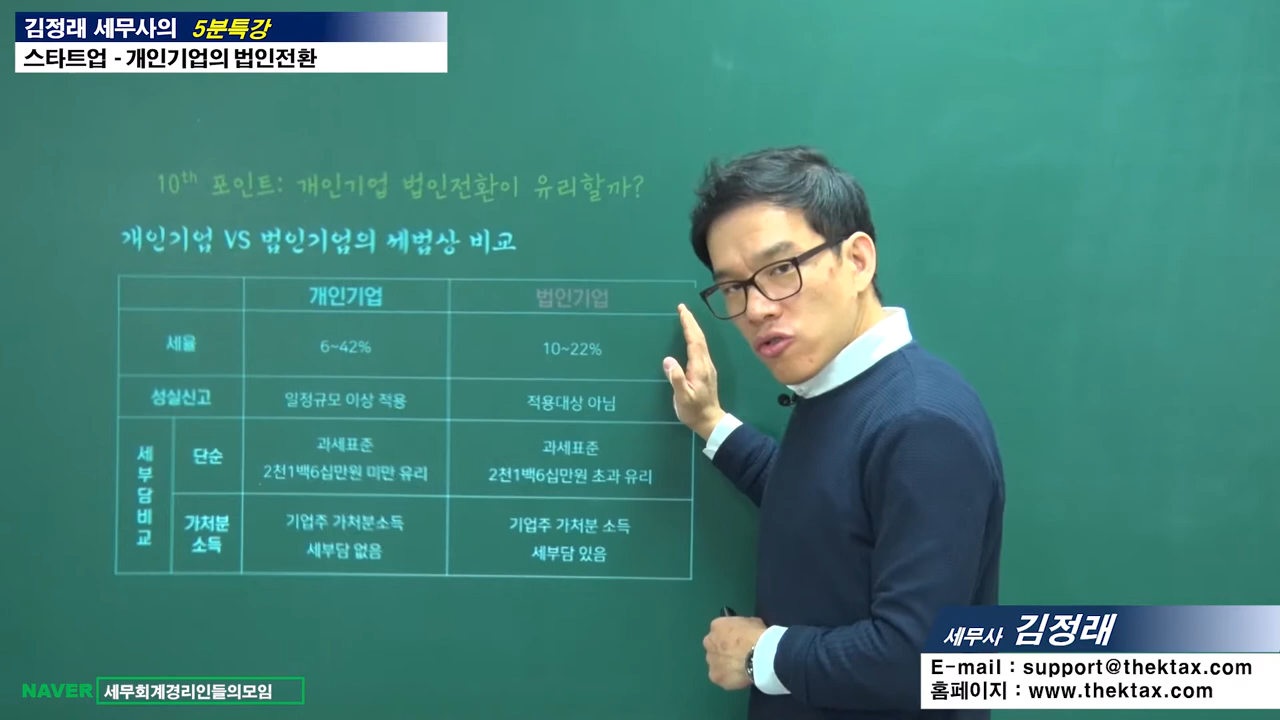 김정래 세무사의 5분특강
스타트업 - 개인기업의 법인전환
10th 포인트: 개인기업 법인전환이 유리할까?
개인기업 VS 법인기업의 세법상 비교
개인기업 법인기업
세율 6~42% 10~22%
성실신고 일정규모 이상 적용 적용대상 아님
세부담비교
단순
과세표준
2천1백6십만원 미만 유리
과세표준
2천1백6십만원 초과 유리
가처분
소득
기업주 가처분소득
세부담 없음
기업주 가처분 소득
세부담 있음
세무사 김정래
E-mail : support@thektax.com
홈페이지 : www.thektax.com
NAVER 세무회계경리인들의모임